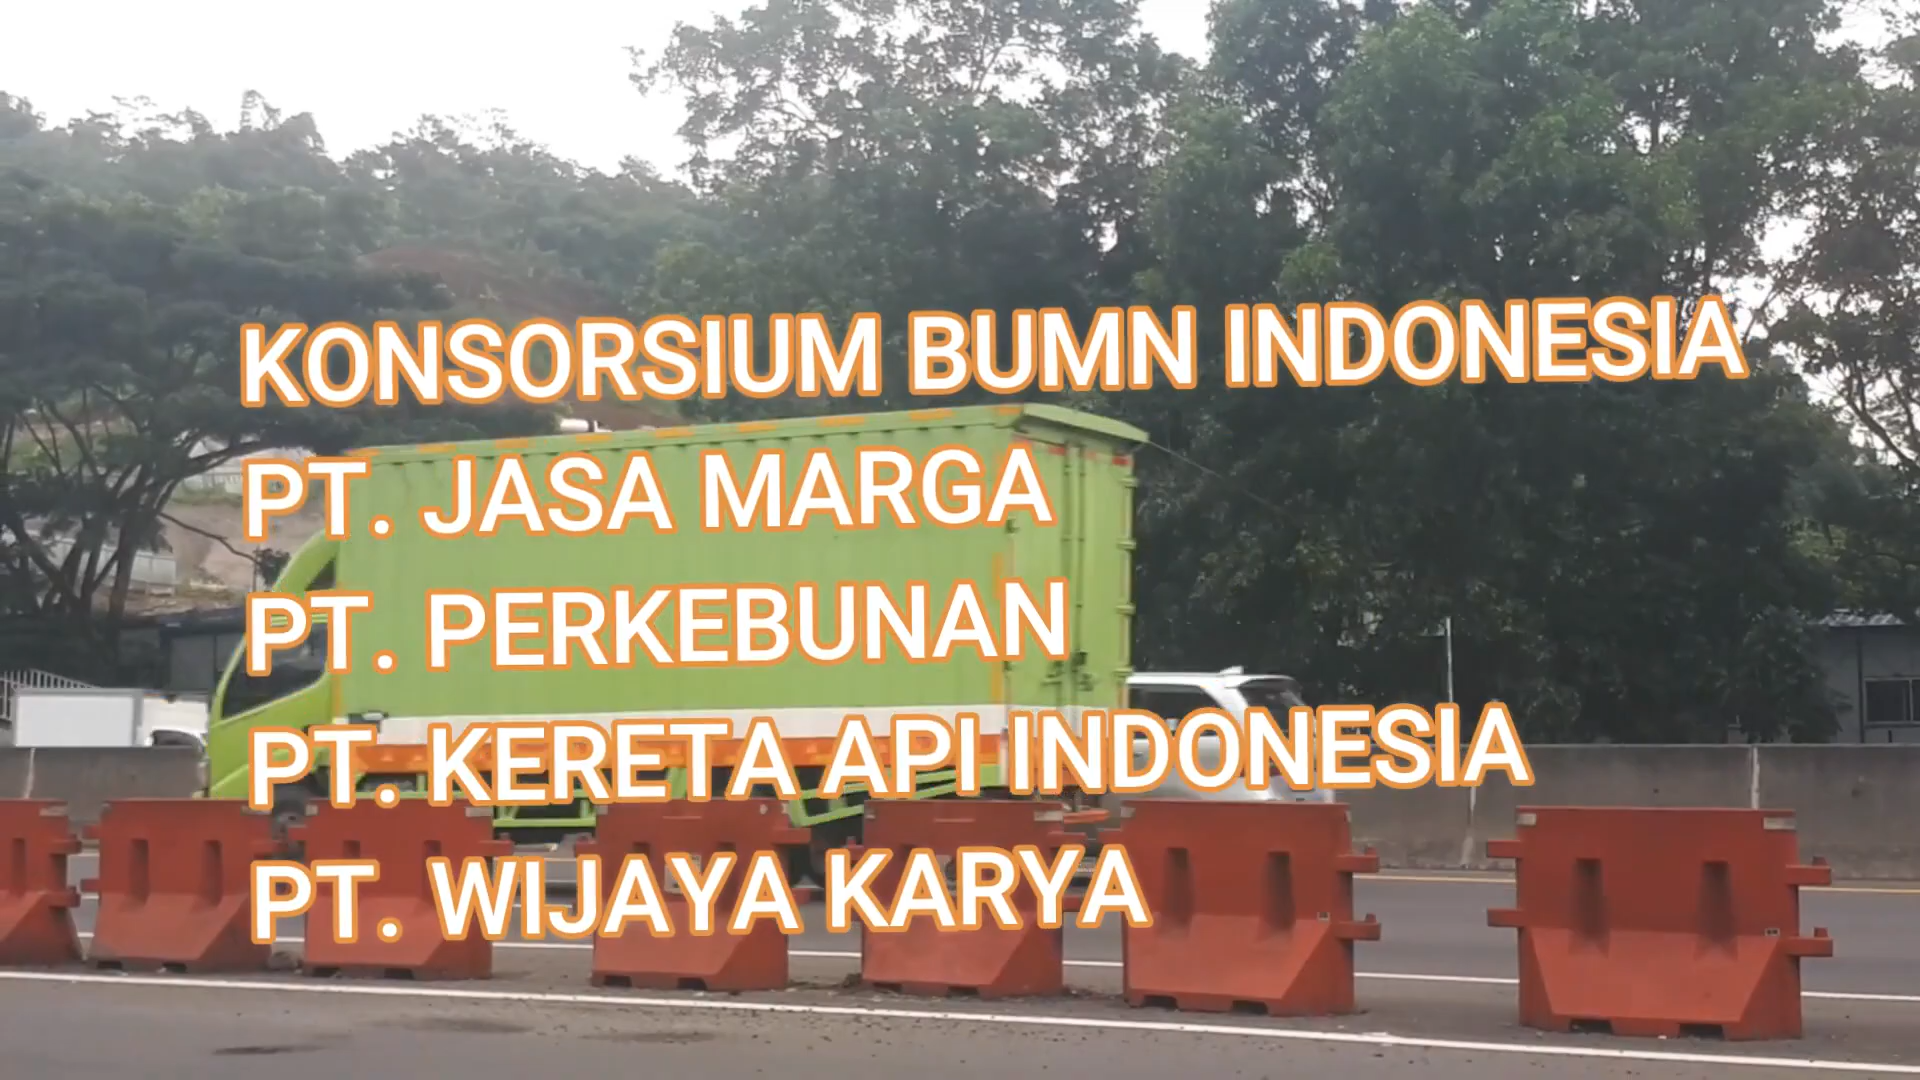 KONSORSIUM BUMN INDONESIA
PT. JASA MARGA
PT. PERKEBUNAN
PT. KERETA API INDONESIA
PT. WIJAYA KARYA